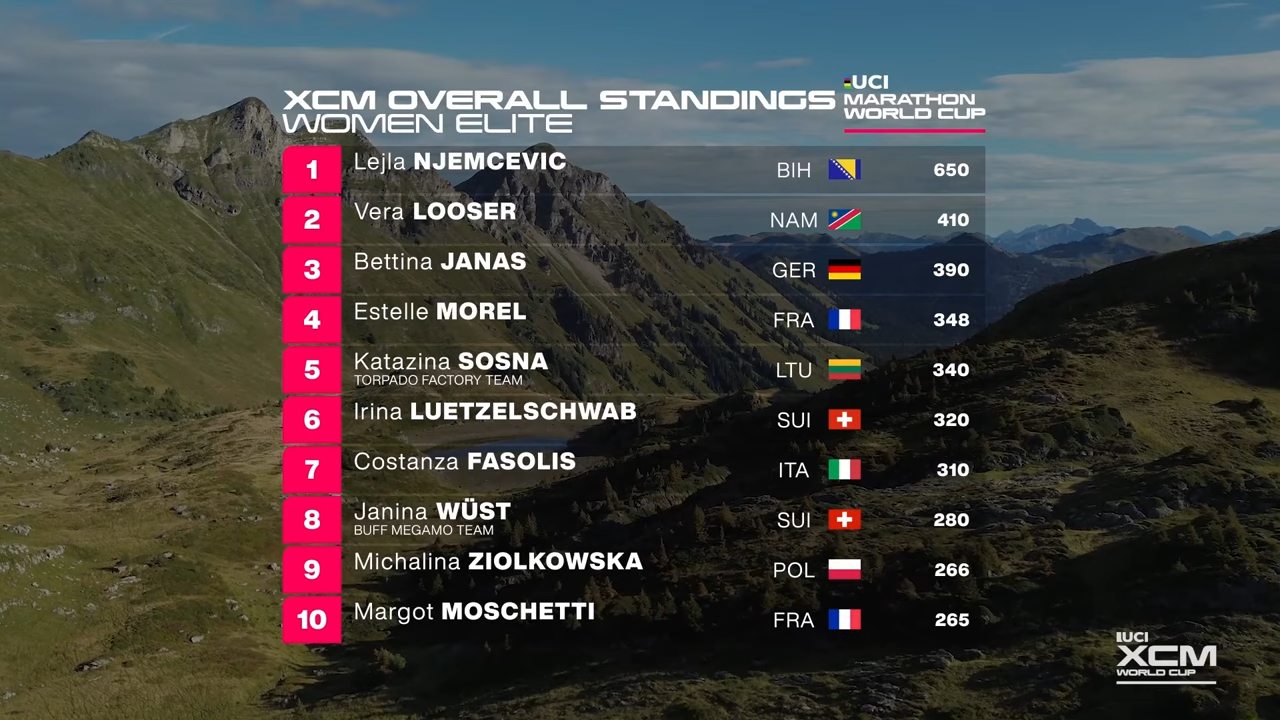 XCM OVERALL STANDINGS
WOMEN ELITE
UCI
MARATHON
WORLD CUP
1 Lejla NJEMCEVIC BIH 650
2 Vera LOOSER NAM 410
3 Bettina JANAS GER 390
4 Estelle MOREL FRA 348
5 Katazina SOSNA LTU 340
TORPADO FACTORY TEAM
6 Irina LUETZELSCHWAB SUI 320
7 Costanza FASOLIS ITA 310
8 Janina WÜST SUI 280
BUFF MEGAMO TEAM
9 Michalina ZIOLKOWSKA POL 266
10 Margot MOSCHETTI FRA 265
UCI
XCM
WORLD CUP